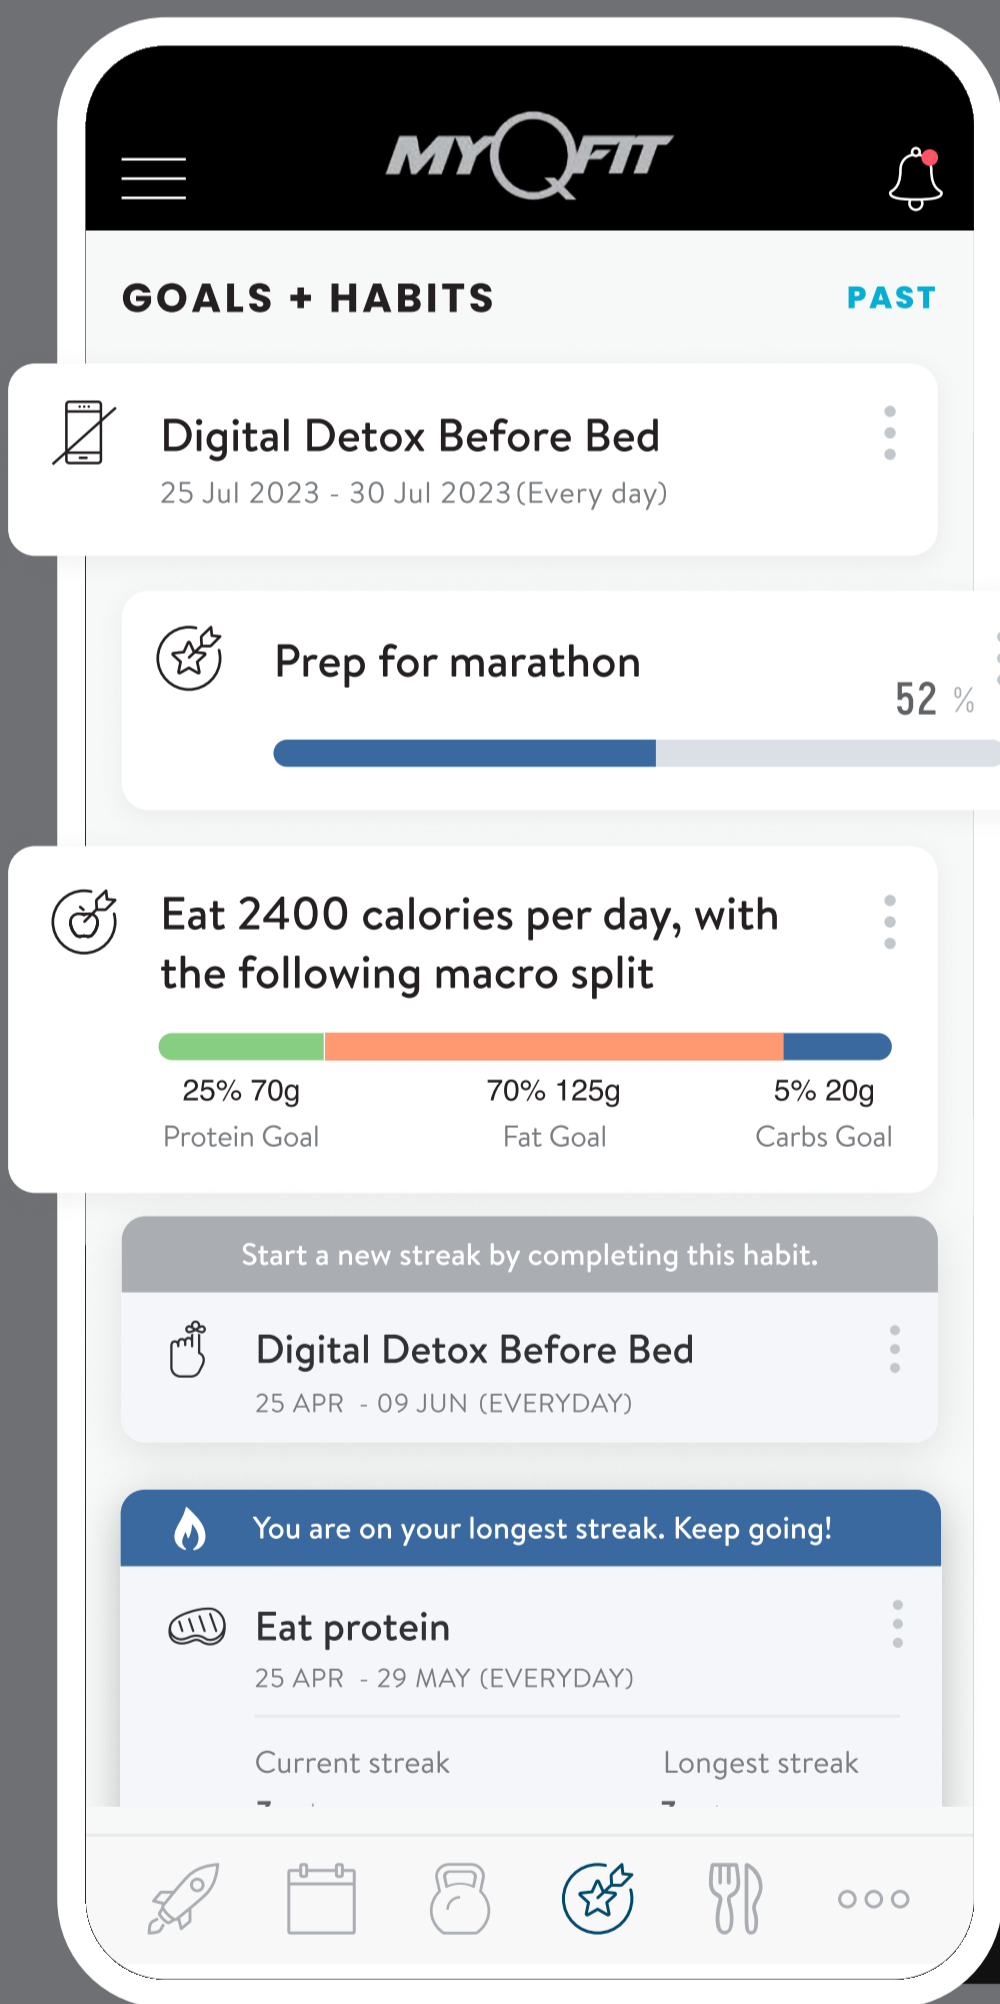 MYQFIT
GOALS + HABITS
PAST
Digital Detox Before Bed
25 Jul 2023 - 30 Jul 2023(Every day)
Prep for marathon
52 %
Eat 2400 calories per day, with
the following macro split
25% 70g
70% 125g
5% 20g
Protein Goal
Fat Goal
Carbs Goal
Start a new streak by completing this habit.
Digital Detox Before Bed
25 APR - 09 JUN (EVERYDAY)
You are on your longest streak. Keep going!
Eat protein
25 APR - 29 MAY (EVERYDAY)
Current streak
Longest streak